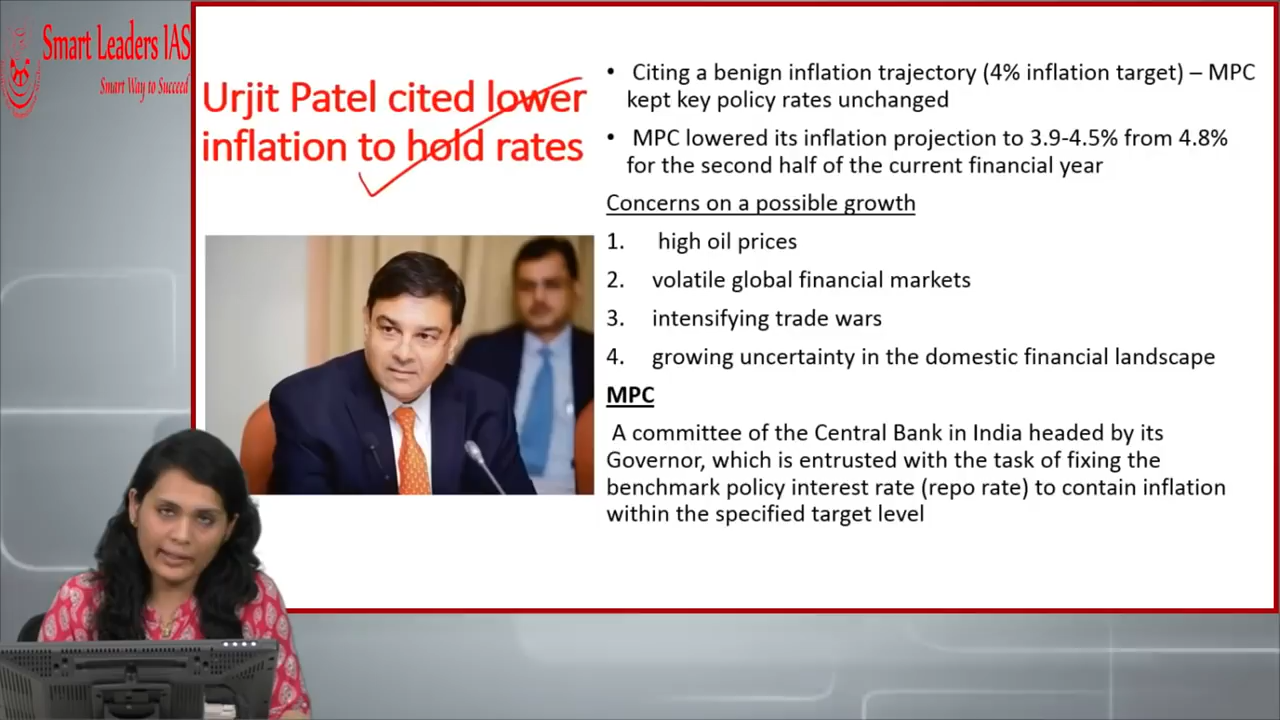 Smart Leaders IAS
Smart Way to Succeed
Urjit Patel cited lower
inflation to hold rates
• Citing a benign inflation trajectory (4% inflation target) – MPC
kept key policy rates unchanged
• MPC lowered its inflation projection to 3.9-4.5% from 4.8%
for the second half of the current financial year
Concerns on a possible growth
1. high oil prices
2. volatile global financial markets
3. intensifying trade wars
4. growing uncertainty in the domestic financial landscape
MPC
A committee of the Central Bank in India headed by its
Governor, which is entrusted with the task of fixing the
benchmark policy interest rate (repo rate) to contain inflation
within the specified target level